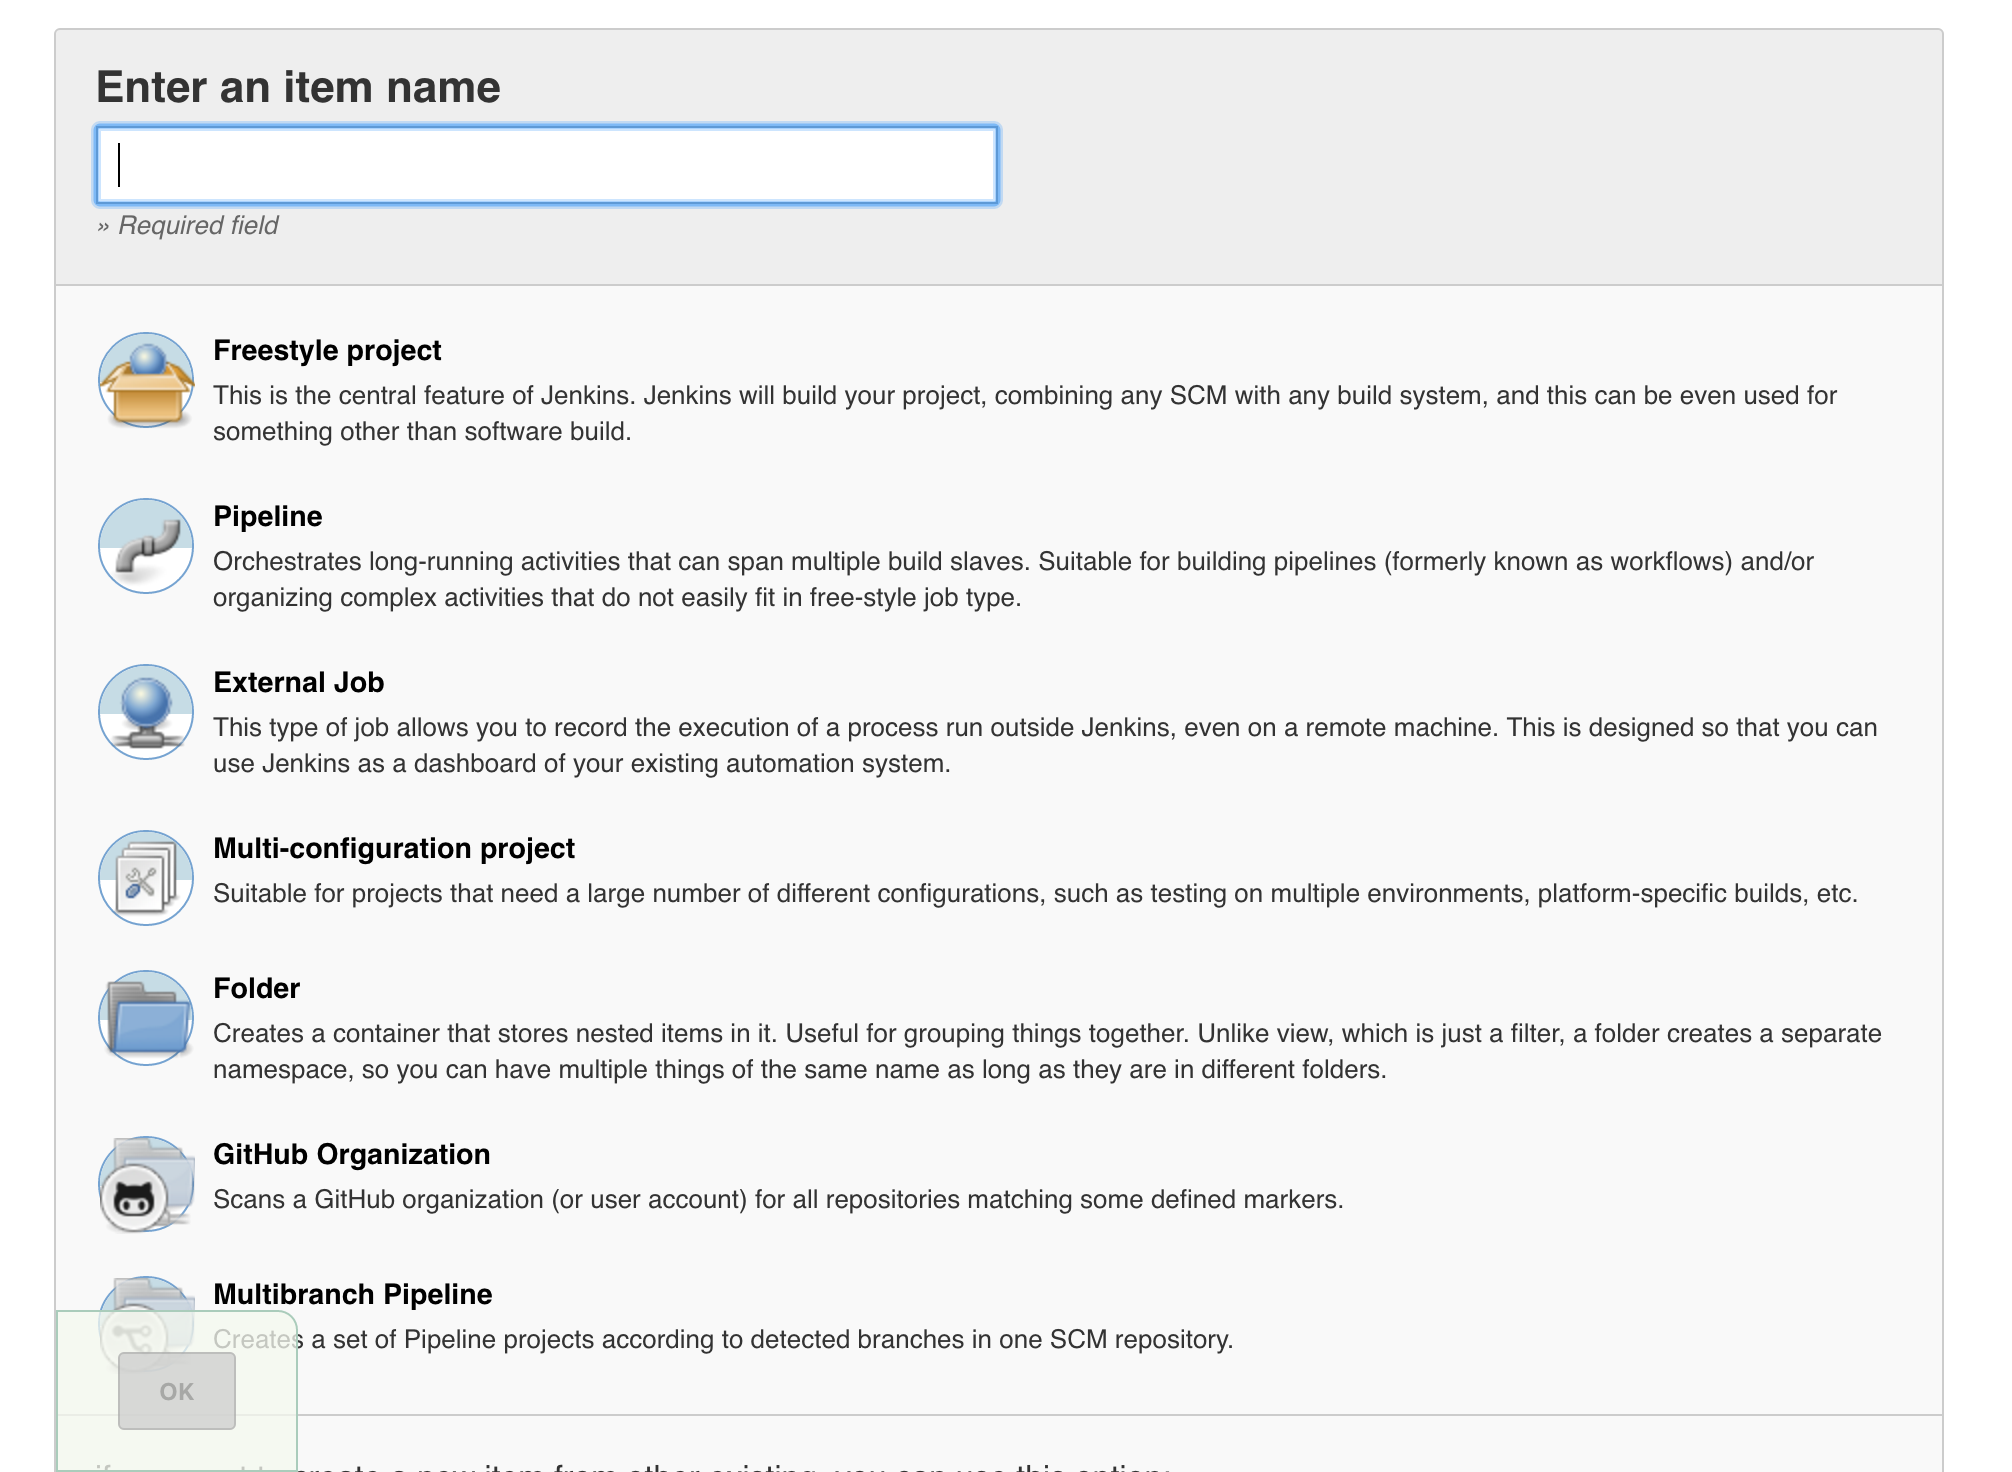 Enter an item name
» Required field
Freestyle project
This is the central feature of Jenkins. Jenkins will build your project, combining any SCM with any build system, and this can be even used for
something other than software build.
Pipeline
Orchestrates long-running activities that can span multiple build slaves. Suitable for building pipelines (formerly known as workflows) and/or
organizing complex activities that do not easily fit in free-style job type.
External Job
This type of job allows you to record the execution of a process run outside Jenkins, even on a remote machine. This is designed so that you can
use Jenkins as a dashboard of your existing automation system.
Multi-configuration project
Suitable for projects that need a large number of different configurations, such as testing on multiple environments, platform-specific builds, etc.
Folder
Creates a container that stores nested items in it. Useful for grouping things together. Unlike view, which is just a filter, a folder creates a separate
namespace, so you can have multiple things of the same name as long as they are in different folders.
GitHub Organization
Scans a GitHub organization (or user account) for all repositories matching some defined markers.
Multibranch Pipeline
Creates a set of Pipeline projects according to detected branches in one SCM repository.
OK
create a new item from other existing, you can use this option: